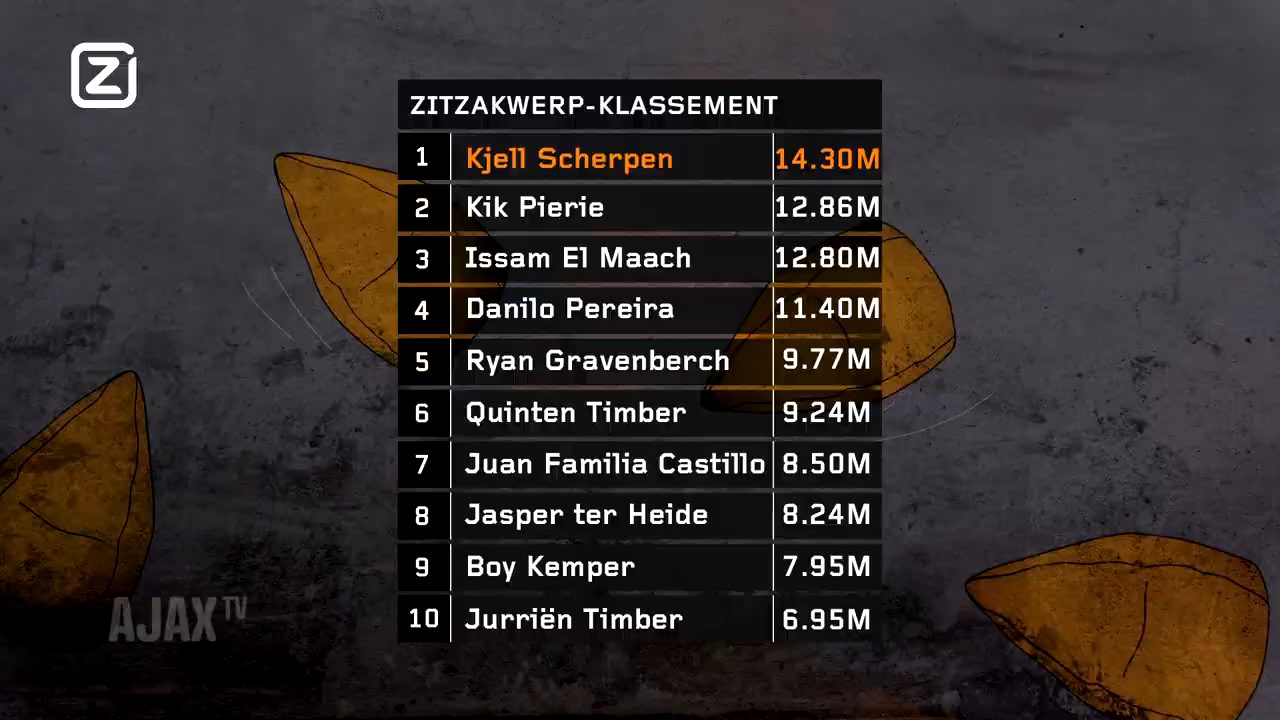 Z
ZITZAKWERP-KLASSEMENT
1 Kjell Scherpen 14.30M
2 Kik Pierie 12.86M
3 Issam El Maach 12.80M
4 Danilo Pereira 11.40M
5 Ryan Gravenberch 9.77M
6 Quinten Timber 9.24M
7 Juan Familia Castillo 8.50M
8 Jasper ter Heide 8.24M
9 Boy Kemper 7.95M
10 Jurriën Timber 6.95M
AJAX TV